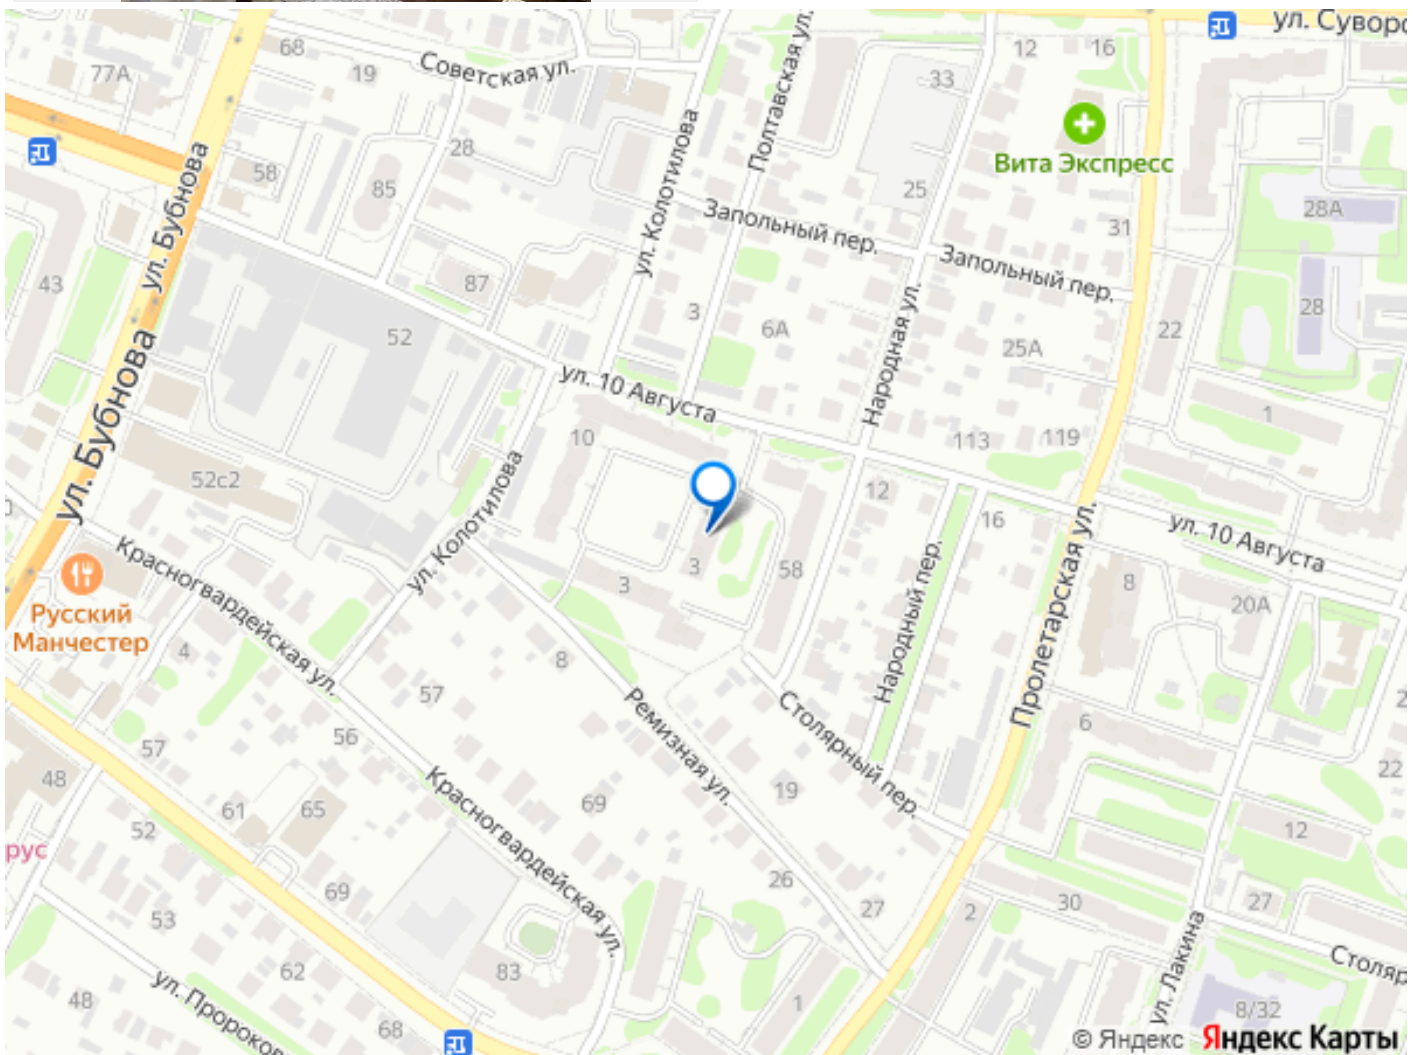 ул. Суворо
12
16
68
77А
19
Советская ул.
33
Полтавская ул.
Вита Экспресс
ул. Колотилова
28
ул. Бубнова
58
85
25
28А
Запольный пер.
31
Запольный пер.
43
87
3
6А
28
22
52
25А
Народная ул.
ул. 10 Августа
ул. Бубнова
10
113
119
1
52с2
ул. Колотилова
12
16
ул. 10 Августа
Красногвардейская ул.
3
3
58
8
20А
Русский
Манчестер
Народный пер.
Пролетарская ул.
4
8
57
Ремизная ул.
Столярный пер.
6
57
56
48
22
61
65
Красногвардейская ул.
69
19
52
12
рус
69
26
27
2
30
27
53
62
83
ул. Лакина
Столяр
48
ул. Пророков
68
1
8/32
© Яндекс Яндекс Карты